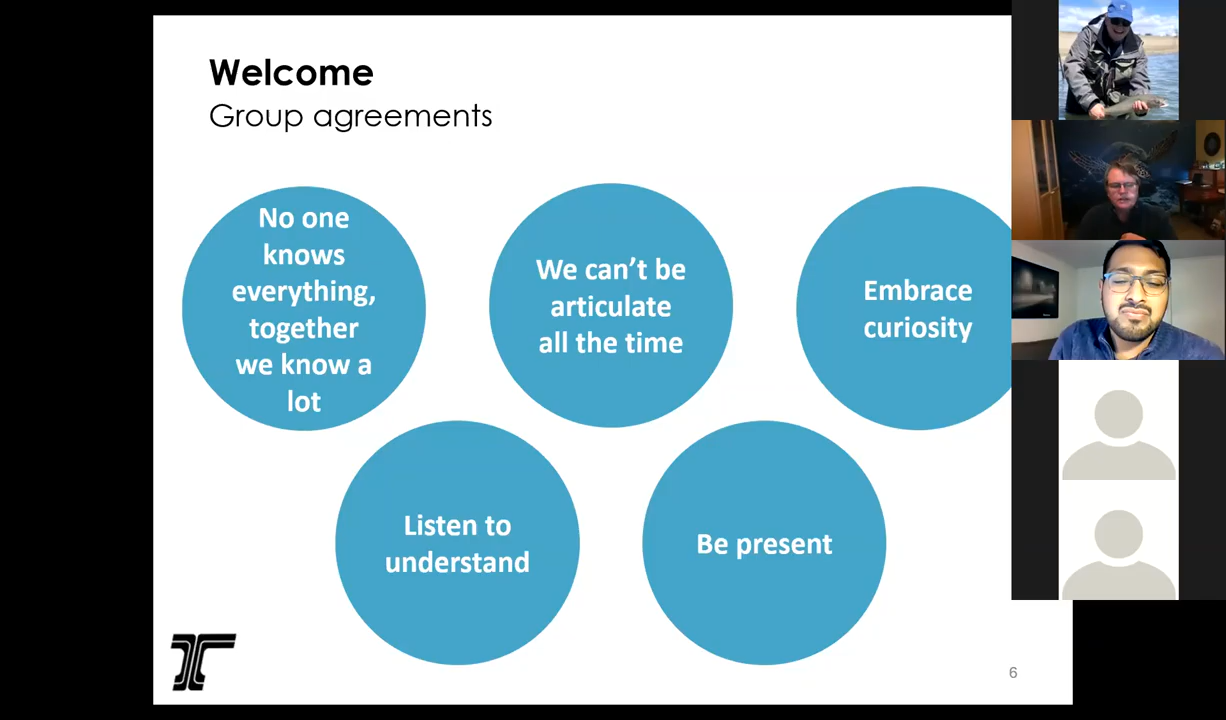 Welcome
Group agreements
No one
knows
everything,
together
we know a
lot
We can't be
articulate
all the time
Embrace
curiosity
Listen to
understand
Be present
6